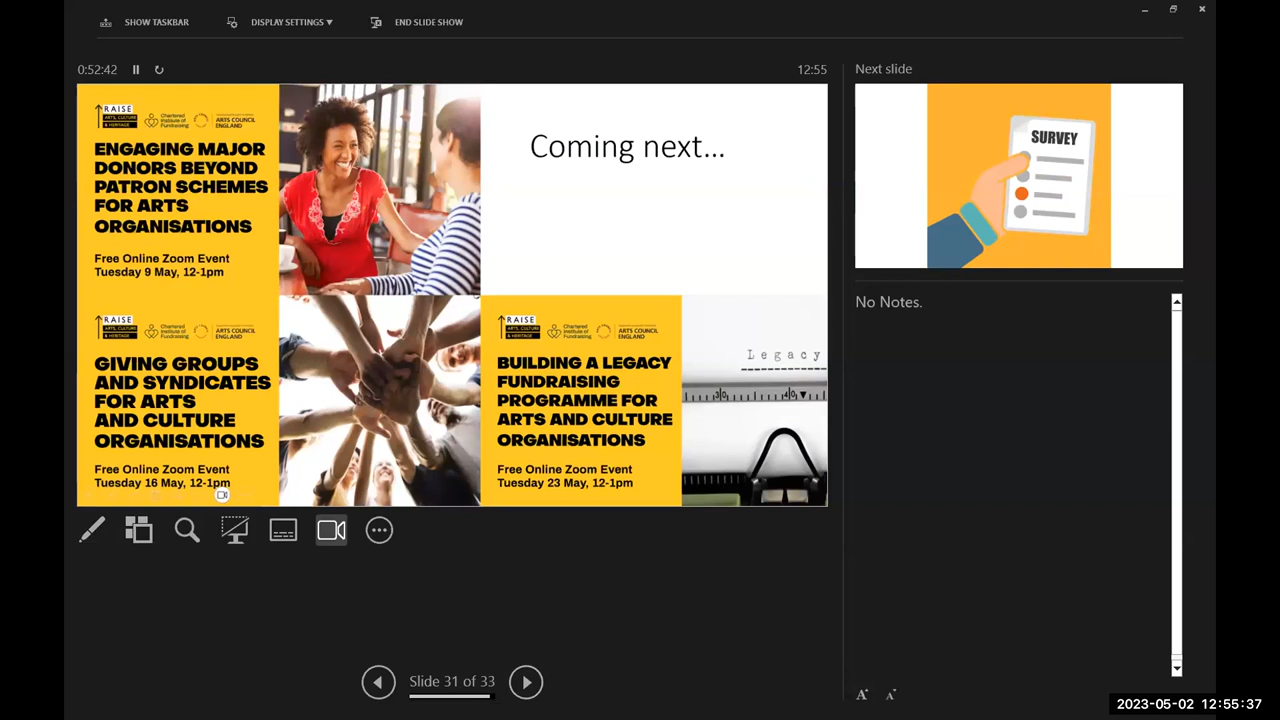 SHOW TASKBAR
DISPLAY SETTINGS ▼
END SLIDE SHOW
0:52:42
12:55
Next slide
RAISE
ARTS, CULTURE
& HERITAGE
Chartered
Institute of
Fundraising
ARTS COUNCIL
ENGLAND
ENGAGING MAJOR
DONORS BEYOND
PATRON SCHEMES
FOR ARTS
ORGANISATIONS
Free Online Zoom Event
Tuesday 9 May, 12-1pm
Coming next...
SURVEY
No Notes.
RAISE
ARTS, CULTURE
& HERITAGE
Chartered
Institute of
Fundraising
ARTS COUNCIL
ENGLAND
GIVING GROUPS
AND SYNDICATES
FOR ARTS
AND CULTURE
ORGANISATIONS
Free Online Zoom Event
Tuesday 16 May, 12-1pm
RAISE
ARTS, CULTURE
& HERITAGE
Chartered
Institute of
Fundraising
ARTS COUNCIL
ENGLAND
BUILDING A LEGACY
FUNDRAISING
PROGRAMME FOR
ARTS AND CULTURE
ORGANISATIONS
Free Online Zoom Event
Tuesday 23 May, 12-1pm
Legacy
30 40
Slide 31 of 33
A A
2023-05-02 12:55:37